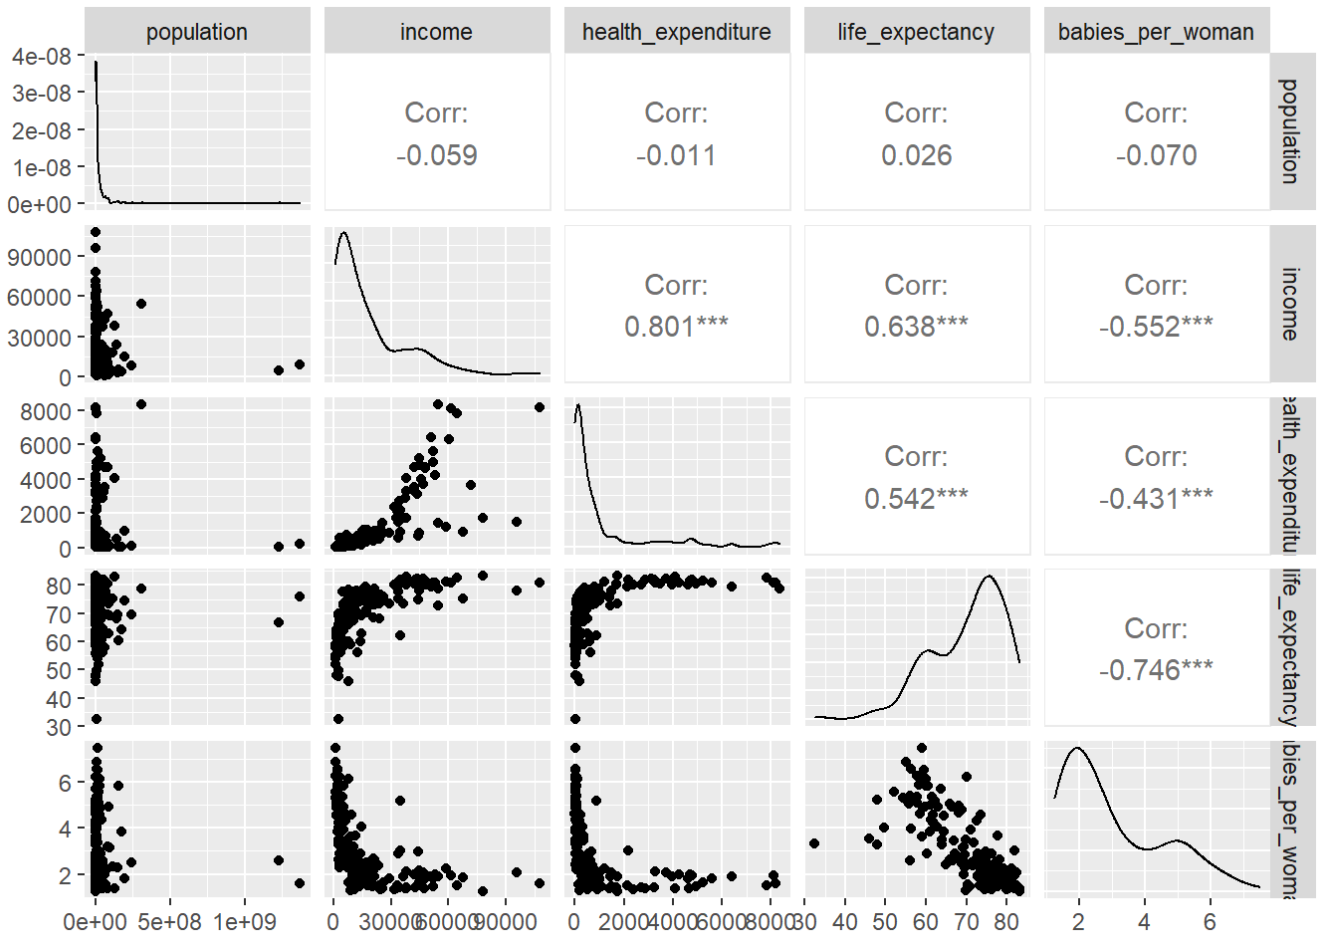 population income health_expenditure life_expectancy babies_per_woman
4e-08
3e-08
2e-08
1e-08
0e+00
Corr:
-0.059
Corr:
-0.011
Corr:
0.026
Corr:
-0.070
population
90000
60000
30000
0
Corr:
0.801***
Corr:
0.638***
Corr:
-0.552***
income
8000
6000
4000
2000
0
Corr:
0.542***
Corr:
-0.431***
ealth_expenditu
80
70
60
50
40
30
Corr:
-0.746***
life_expectancy
6
4
2
abies_per_woma
0e+00 5e+08 1e+09
0 30000 60000 90000
0 2000 4000 6000 8000
30 40 50 60 70 80
2 4 6